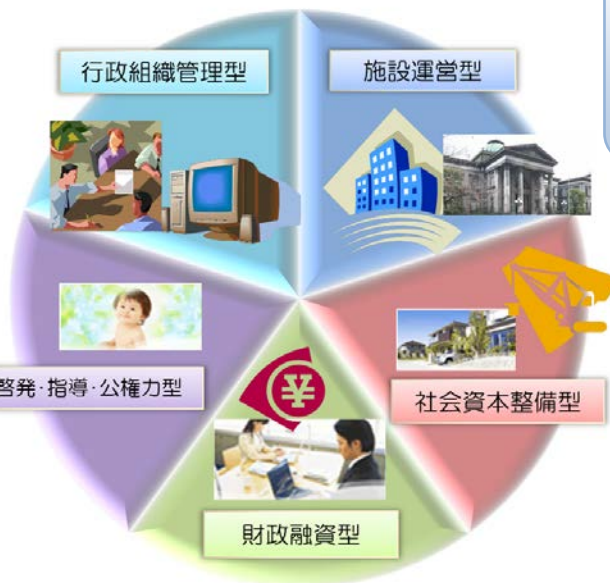 行政組織管理型
施設運営型
啓発・指導・公権力型
社会資本整備型
財政融資型